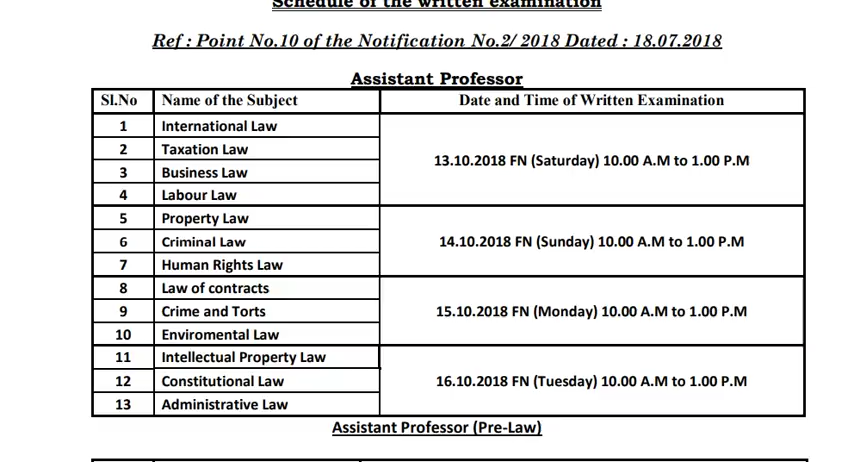 Schedule of the written examination
Ref : Point No.10 of the Notification No.2/ 2018 Dated : 18.07.2018
Assistant Professor
Sl.No Name of the Subject Date and Time of Written Examination
1 International Law
2 Taxation Law
13.10.2018 FN (Saturday) 10.00 A.M to 1.00 P.M
3 Business Law
4 Labour Law
5 Property Law
6 Criminal Law 14.10.2018 FN (Sunday) 10.00 A.M to 1.00 P.M
7 Human Rights Law
8 Law of contracts
9 Crime and Torts 15.10.2018 FN (Monday) 10.00 A.M to 1.00 P.M
10 Enviromental Law
11 Intellectual Property Law
12 Constitutional Law 16.10.2018 FN (Tuesday) 10.00 A.M to 1.00 P.M
13 Administrative Law
Assistant Professor (Pre-Law)